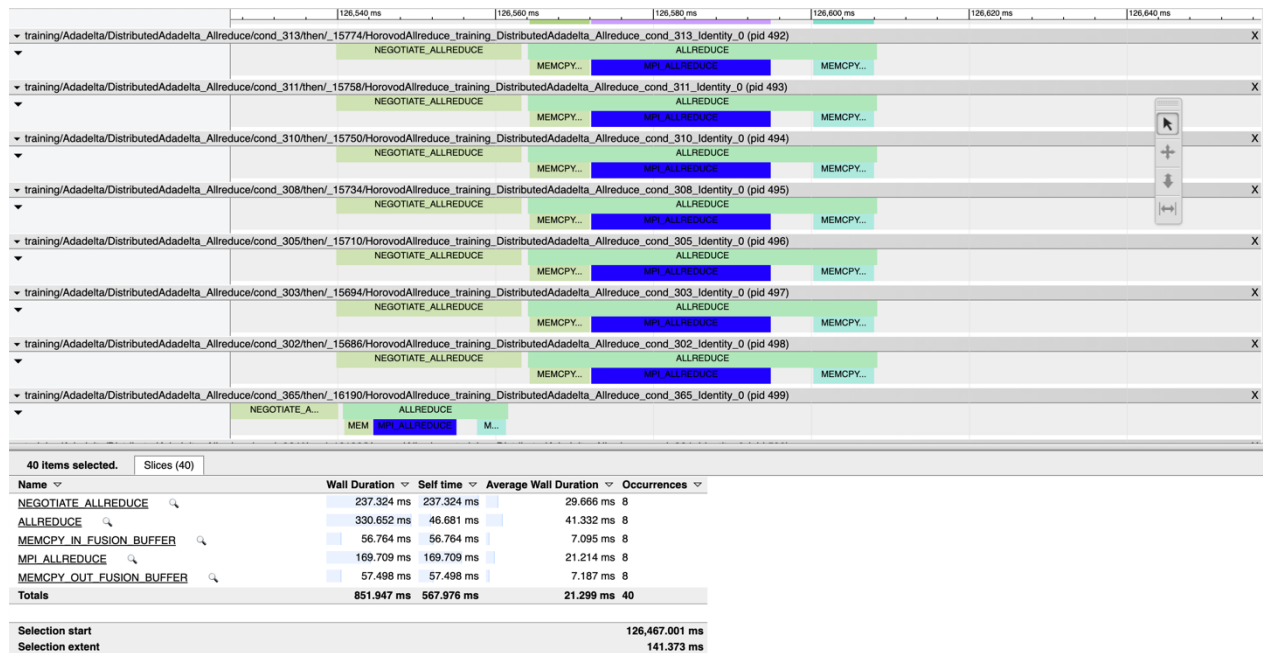 126,540 ms 126,560 ms 126,580 ms 126,600 ms 126,620 ms 126,640 ms
training/Adadelta/DistributedAdadelta_Allreduce/cond_313/then/_15774/HorovodAllreduce_training_DistributedAdadelta_Allreduce_cond_313_Identity_0 (pid 492) X
NEGOTIATE_ALLREDUCE ALLREDUCE
MEMCPY... MPI_ALLREDUCE MEMCPY...
training/Adadelta/DistributedAdadelta_Allreduce/cond_311/then/_15758/HorovodAllreduce_training_DistributedAdadelta_Allreduce_cond_311_Identity_0 (pid 493) X
NEGOTIATE_ALLREDUCE ALLREDUCE
MEMCPY... MPI_ALLREDUCE MEMCPY...
training/Adadelta/DistributedAdadelta_Allreduce/cond_310/then/_15750/HorovodAllreduce_training_DistributedAdadelta_Allreduce_cond_310_Identity_0 (pid 494) X
NEGOTIATE_ALLREDUCE ALLREDUCE
MEMCPY... MPI_ALLREDUCE MEMCPY...
training/Adadelta/DistributedAdadelta_Allreduce/cond_308/then/_15734/HorovodAllreduce_training_DistributedAdadelta_Allreduce_cond_308_Identity_0 (pid 495) X
NEGOTIATE_ALLREDUCE ALLREDUCE
MEMCPY... MPI_ALLREDUCE MEMCPY...
training/Adadelta/DistributedAdadelta_Allreduce/cond_305/then/_15710/HorovodAllreduce_training_DistributedAdadelta_Allreduce_cond_305_Identity_0 (pid 496) X
NEGOTIATE_ALLREDUCE ALLREDUCE
MEMCPY... MPI_ALLREDUCE MEMCPY...
training/Adadelta/DistributedAdadelta_Allreduce/cond_303/then/_15694/HorovodAllreduce_training_DistributedAdadelta_Allreduce_cond_303_Identity_0 (pid 497) X
NEGOTIATE_ALLREDUCE ALLREDUCE
MEMCPY... MPI_ALLREDUCE MEMCPY...
training/Adadelta/DistributedAdadelta_Allreduce/cond_302/then/_15686/HorovodAllreduce_training_DistributedAdadelta_Allreduce_cond_302_Identity_0 (pid 498) X
NEGOTIATE_ALLREDUCE ALLREDUCE
MEMCPY... MPI_ALLREDUCE MEMCPY...
training/Adadelta/DistributedAdadelta_Allreduce/cond_365/then/_16190/HorovodAllreduce_training_DistributedAdadelta_Allreduce_cond_365_Identity_0 (pid 499) X
NEGOTIATE_A... ALLREDUCE
MEM MPI_ALLREDUCE M...
40 items selected. Slices (40)
Name Wall Duration Self time Average Wall Duration Occurrences
NEGOTIATE_ALLREDUCE 237.324 ms 237.324 ms 29.666 ms 8
ALLREDUCE 330.652 ms 46.681 ms 41.332 ms 8
MEMCPY_IN_FUSION_BUFFER 56.764 ms 56.764 ms 7.095 ms 8
MPI_ALLREDUCE 169.709 ms 169.709 ms 21.214 ms 8
MEMCPY_OUT_FUSION_BUFFER 57.498 ms 57.498 ms 7.187 ms 8
Totals 851.947 ms 567.976 ms 21.299 ms 40
Selection start 126,467.001 ms
Selection extent 141.373 ms